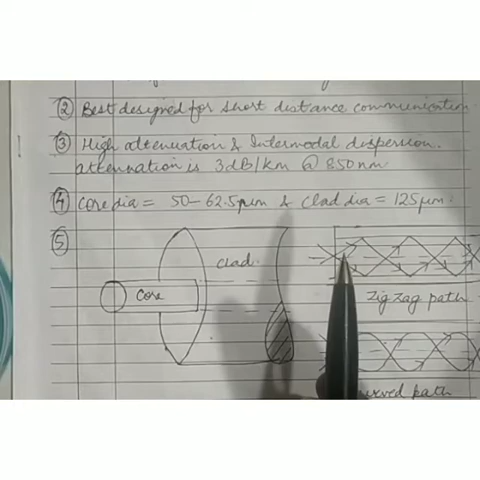 ② Best designed for short distance communication.
③ High attenuation & Intermodal dispersion.
attenuation is 3dB/km @ 850nm
④ Core dia = 50–62.5μm & clad dia = 125μm.
⑤
clad
Core
zig zag path
path